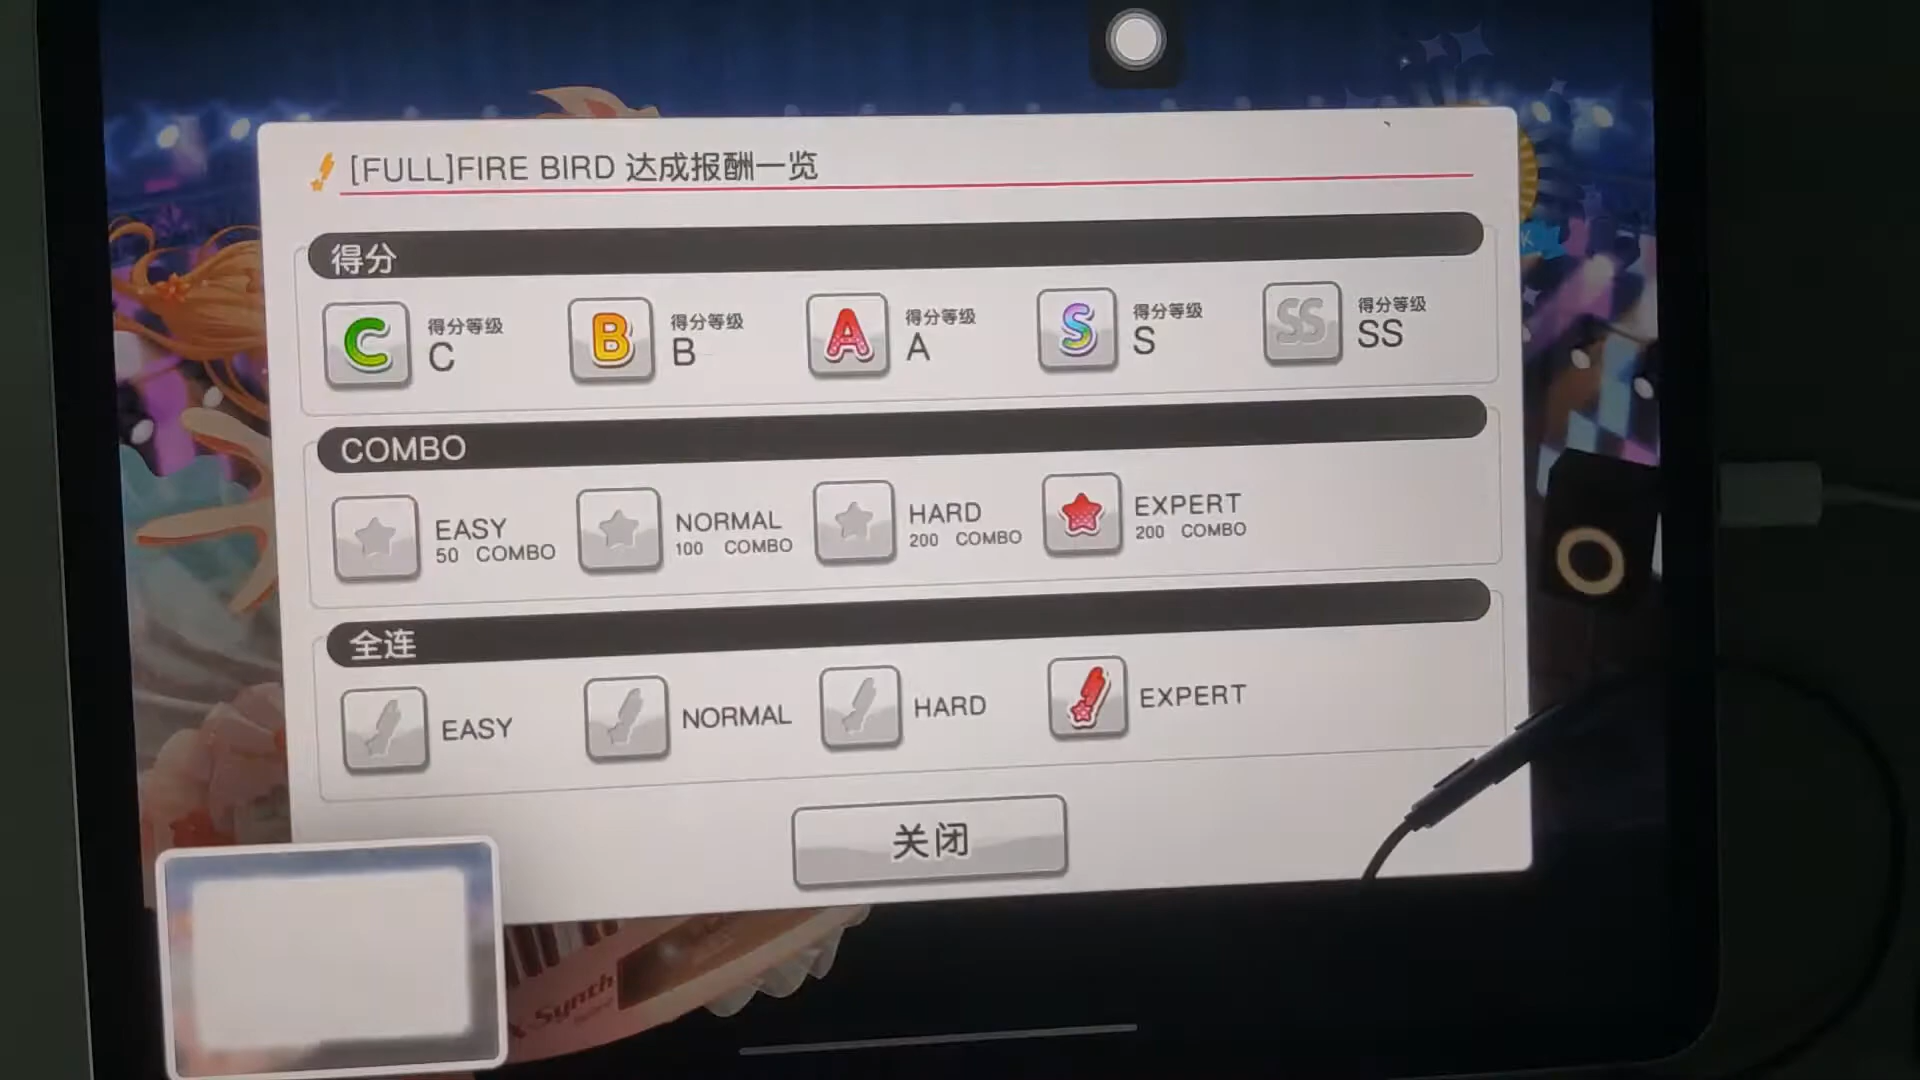 [FULL]FIRE BIRD 达成报酬一览
得分
C 得分等级 C
B 得分等级 B
A 得分等级 A
S 得分等级 S
SS 得分等级 SS
COMBO
EASY 50 COMBO
NORMAL 100 COMBO
HARD 200 COMBO
EXPERT 200 COMBO
全连
EASY
NORMAL
HARD
EXPERT
关闭
Synth